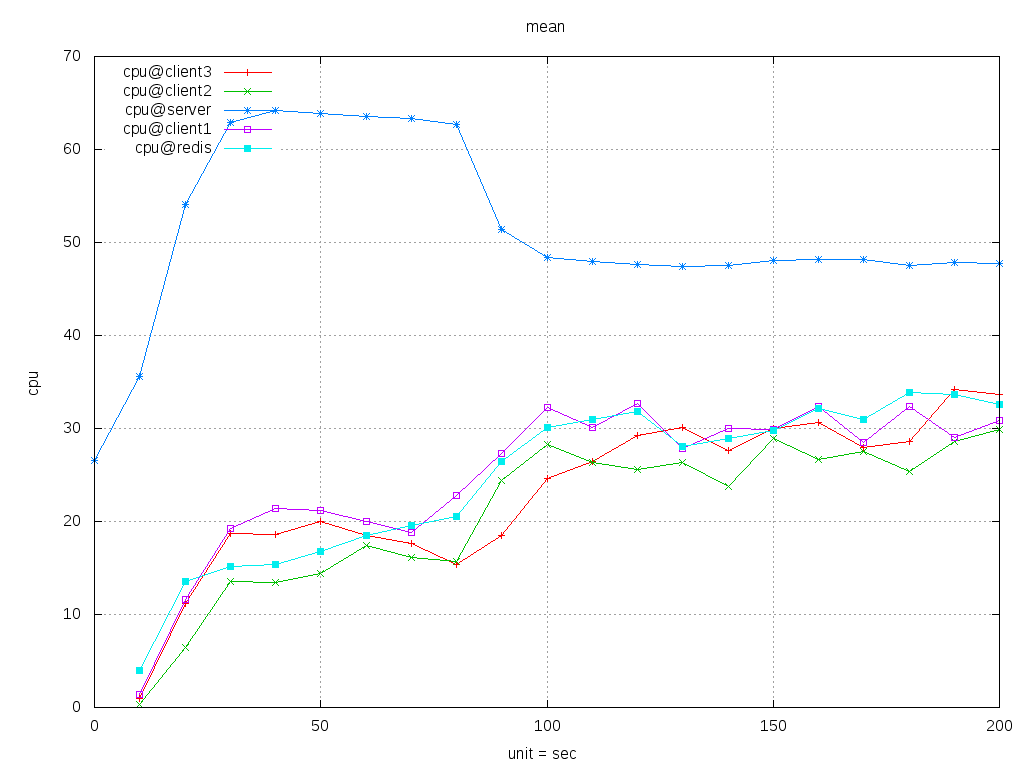 mean
70
60
50
40
30
20
10
0
cpu
cpu@client3
cpu@client2
cpu@server
cpu@client1
cpu@redis
0 50 100 150 200
unit = sec